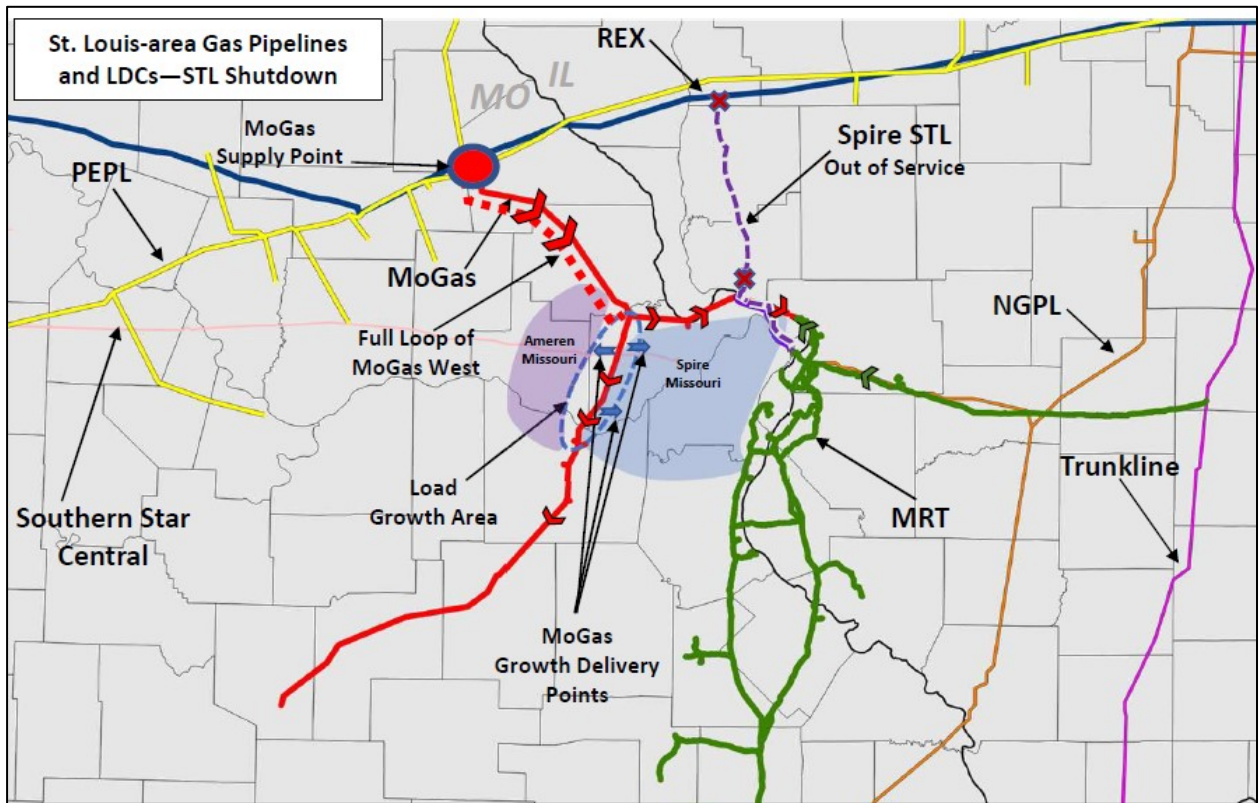 St. Louis-area Gas Pipelines
and LDCs—STL Shutdown
REX
MO
IL
MoGas
Supply Point
PEPL
Spire STL
Out of Service
MoGas
Full Loop of
MoGas West
NGPL
Ameren
Missouri
Spire
Missouri
Load
Growth Area
Trunkline
Southern Star
Central
MRT
MoGas
Growth Delivery
Points